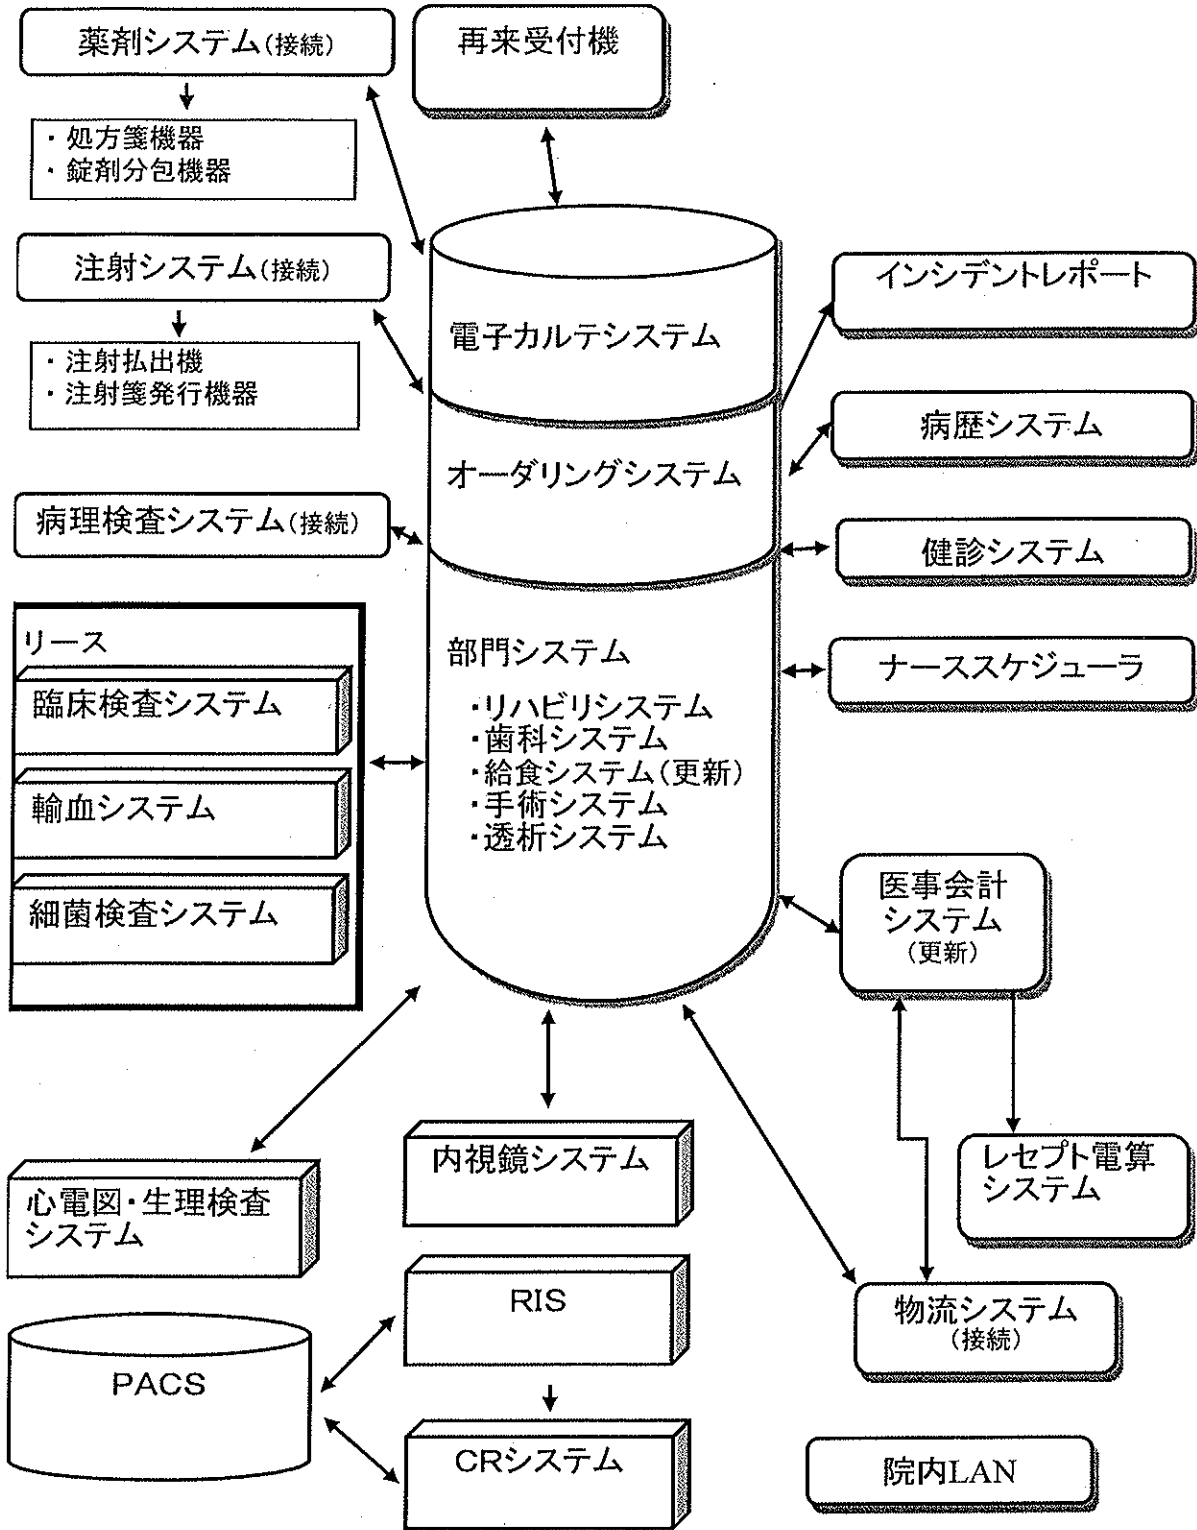 薬剤システム(接続)
・処方箋機器
・錠剤分包機器
再来受付機
注射システム(接続)
・注射払出機
・注射箋発行機器
病理検査システム(接続)
リース
臨床検査システム
輸血システム
細菌検査システム
電子カルテシステム
オーダリングシステム
部門システム
・リハビリシステム
・歯科システム
・給食システム(更新)
・手術システム
・透析システム
インシデントレポート
病歴システム
健診システム
ナーススケジューラ
医事会計
システム
(更新)
レセプト電算
システム
物流システム
(接続)
心電図・生理検査
システム
内視鏡システム
RIS
PACS
CRシステム
院内LAN